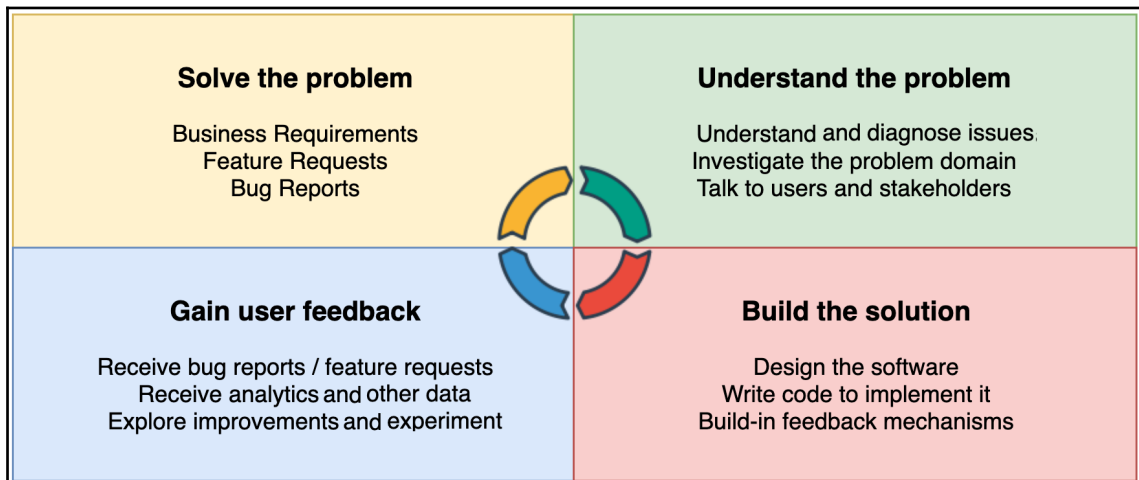 Solve the problem
Business Requirements
Feature Requests
Bug Reports
Understand the problem
Understand and diagnose issues.
Investigate the problem domain
Talk to users and stakeholders
Gain user feedback
Receive bug reports / feature requests
Receive analytics and other data
Explore improvements and experiment
Build the solution
Design the software
Write code to implement it
Build-in feedback mechanisms